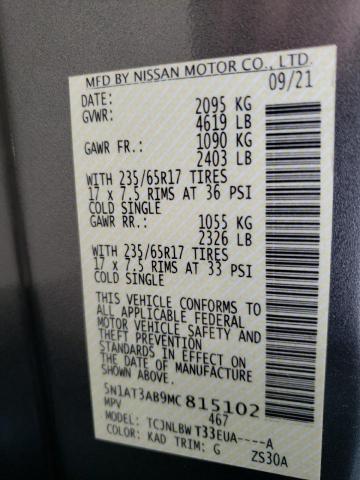 MFD BY NISSAN MOTOR CO., LTD.
DATE: 09/21
GVWR: 2095 KG
4619 LB
GAWR FR.: 1090 KG
2403 LB
WITH 235/65R17 TIRES
17 x 7.5 RIMS AT 36 PSI
COLD SINGLE
GAWR RR.: 1055 KG
2326 LB
WITH 235/65R17 TIRES
17 x 7.5 RIMS AT 33 PSI
COLD SINGLE
THIS VEHICLE CONFORMS TO
ALL APPLICABLE FEDERAL
MOTOR VEHICLE SAFETY AND
THEFT PREVENTION
STANDARDS IN EFFECT ON
THE DATE OF MANUFACTURE
SHOWN ABOVE.
5N1AT3AB9MC 815102
MPV 467
MODEL: TCJNLBW T33EUA----A
COLOR: KAD TRIM: G ZS30A